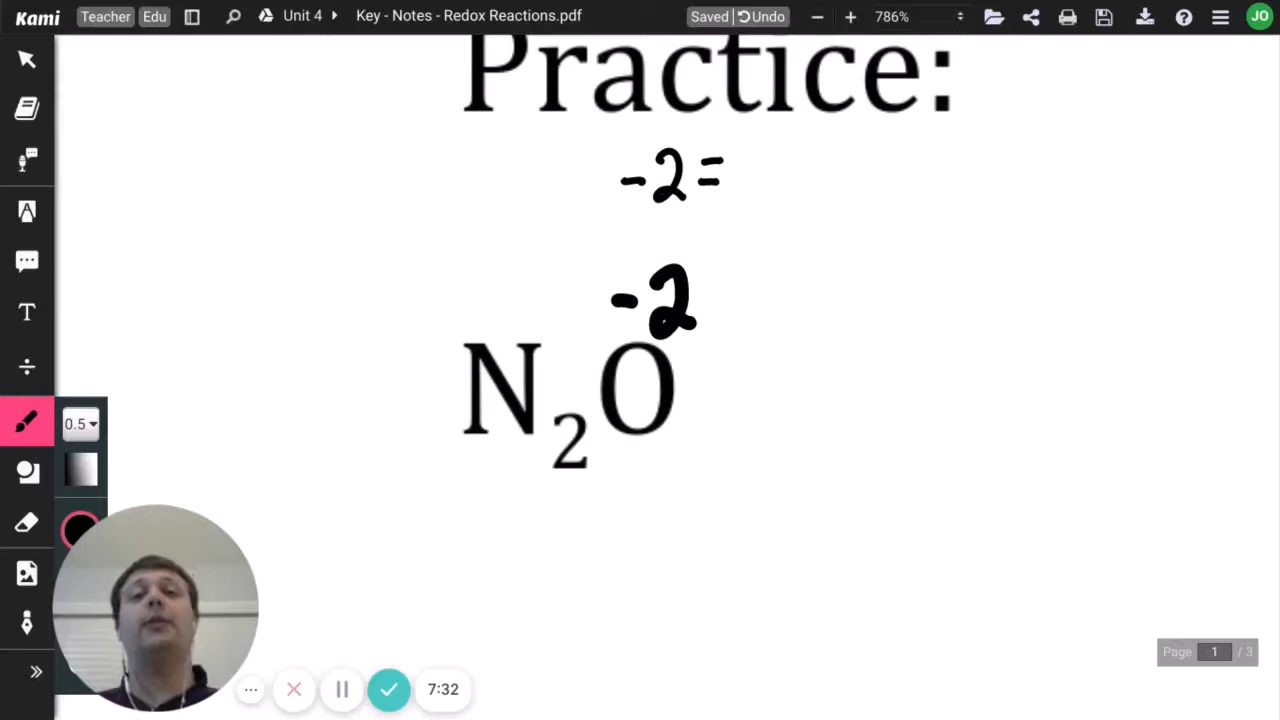 Kami Teacher Edu Unit 4 Key - Notes - Redox Reactions.pdf Saved Undo 786% JO
Practice:
-2=
-2
N₂O
T
0.5
7:32
Page 1 / 3